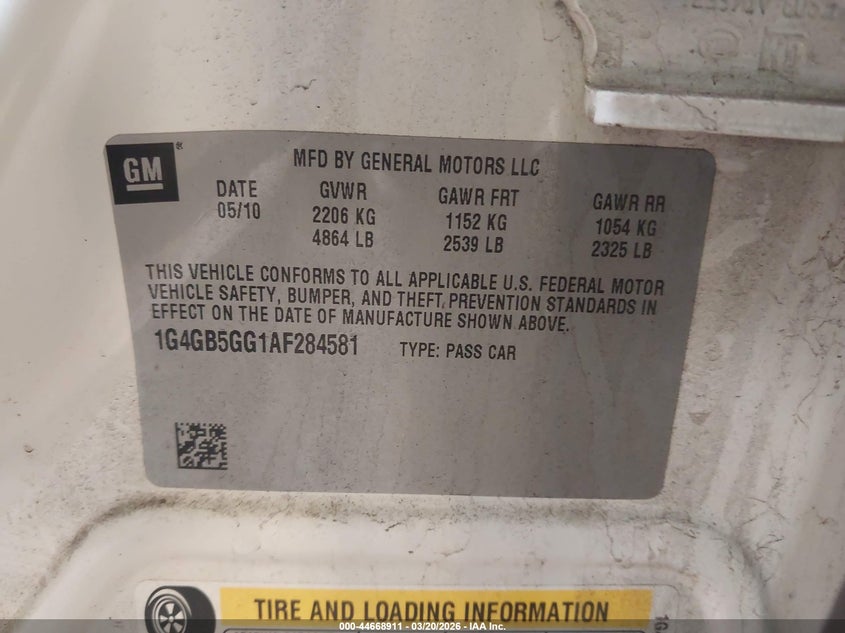 GM
MFD BY GENERAL MOTORS LLC
DATE GVWR GAWR FRT GAWR RR
05/10 2206 KG 1152 KG 1054 KG
4864 LB 2539 LB 2325 LB
THIS VEHICLE CONFORMS TO ALL APPLICABLE U.S. FEDERAL MOTOR
VEHICLE SAFETY, BUMPER, AND THEFT PREVENTION STANDARDS IN
EFFECT ON THE DATE OF MANUFACTURE SHOWN ABOVE.
1G4GB5GG1AF284581 TYPE: PASS CAR
TIRE AND LOADING INFORMATION
000-44668911 - 03/20/2026 - IAA Inc.